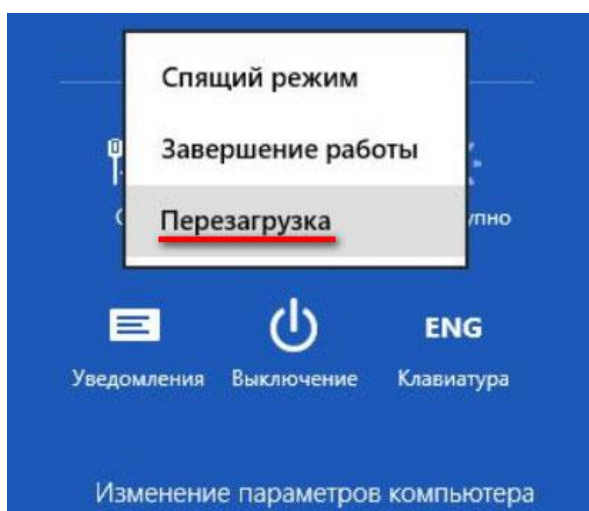 Спящий режим
Завершение работы
Перезагрузка
Уведомления Выключение Клавиатура
ENG
Изменение параметров компьютера